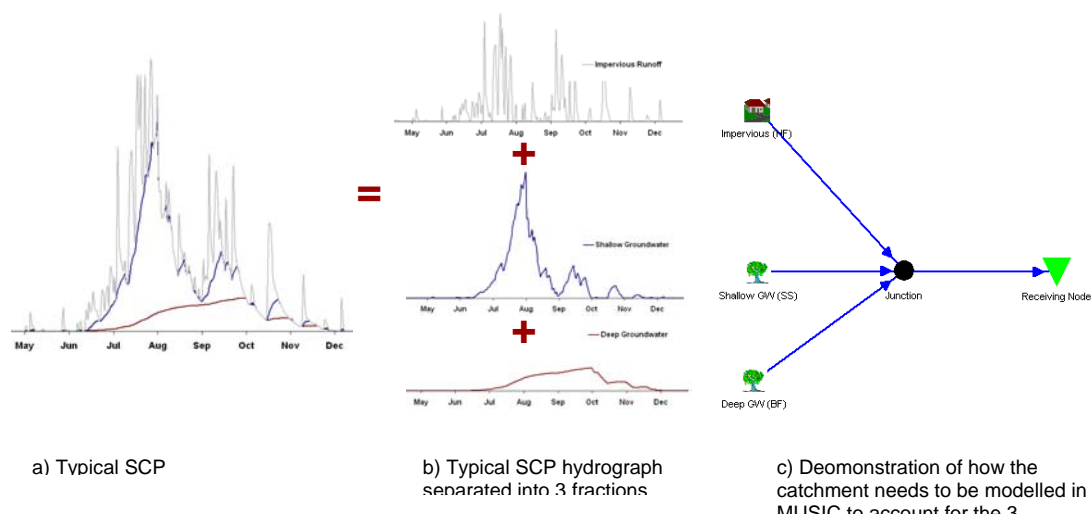 Impervious Runoff
May Jun Jul Aug Sep Oct Nov Dec
+
=
Shallow Groundwater
May Jun Jul Aug Sep Oct Nov Dec
+
Deep Groundwater
May Jun Jul Aug Sep Oct Nov Dec
May Jun Jul Aug Sep Oct Nov Dec
Impervious (HF)
Shallow GW (SS)
Junction
Receiving Node
Deep GW (BF)
a) Typical SCP
b) Typical SCP hydrograph
separated into 3 fractions
c) Deomonstration of how the
catchment needs to be modelled in
MUSIC to account for the 3